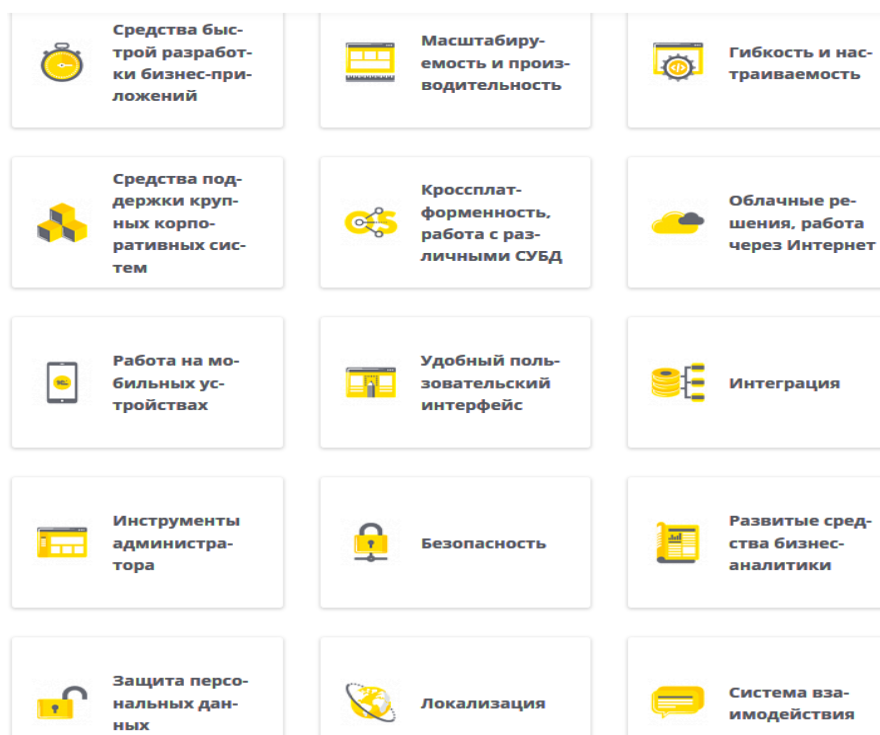 Средства быс-
трой разработ-
ки бизнес-при-
ложений
Масштабиру-
емость и произ-
водительность
Гибкость и нас-
траиваемость
Средства под-
держки круп-
ных корпо-
ративных сис-
тем
Кроссплат-
форменность,
работа с раз-
личными СУБД
Облачные ре-
шения, работа
через Интернет
Работа на мо-
бильных ус-
тройствах
Удобный поль-
зовательский
интерфейс
Интеграция
Инструменты
администра-
тора
Безопасность
Развитые сред-
ства бизнес-
аналитики
Защита персо-
нальных дан-
ных
Локализация
Система вза-
имодействия